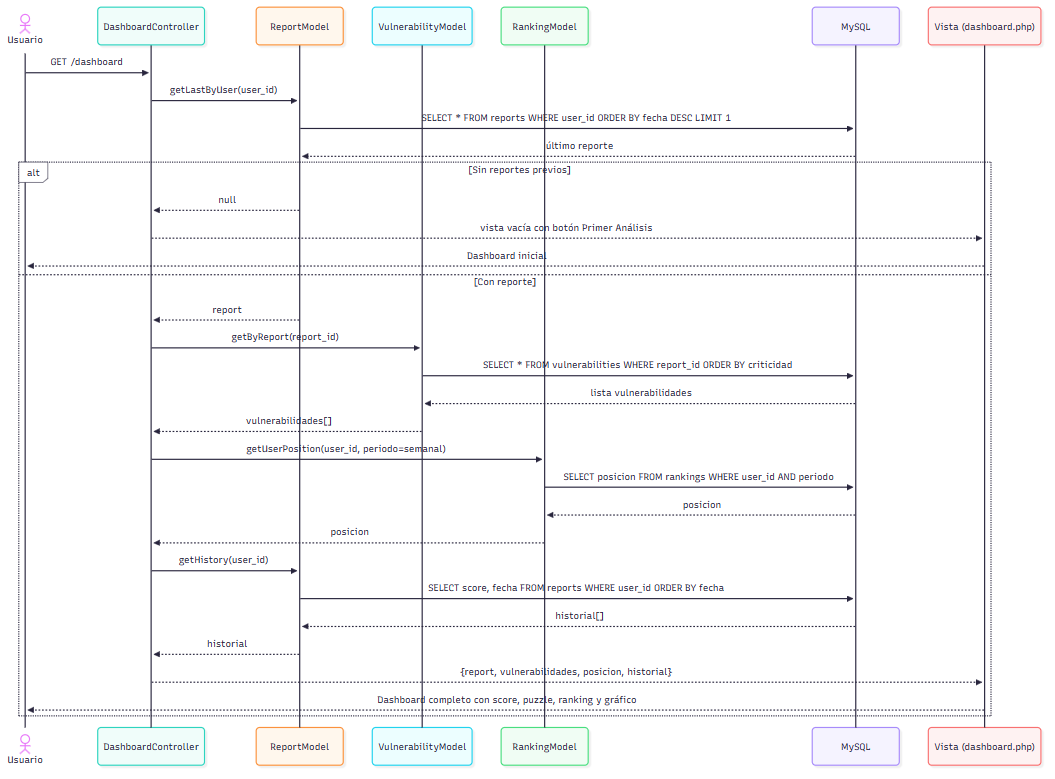 Usuario
DashboardController
ReportModel
VulnerabilityModel
RankingModel
MySQL
Vista (dashboard.php)
GET /dashboard
getLastByUser(user_id)
SELECT * FROM reports WHERE user_id ORDER BY fecha DESC LIMIT 1
último reporte
alt
[Sin reportes previos]
null
vista vacía con botón Primer Análisis
Dashboard inicial
[Con reporte]
report
getByReport(report_id)
SELECT * FROM vulnerabilities WHERE report_id ORDER BY criticidad
lista vulnerabilidades
vulnerabilidades[]
getUserPosition(user_id, periodo=semanal)
SELECT posicion FROM rankings WHERE user_id AND periodo
posicion
posicion
getHistory(user_id)
SELECT score, fecha FROM reports WHERE user_id ORDER BY fecha
historial[]
historial
{report, vulnerabilidades, posicion, historial}
Dashboard completo con score, puzzle, ranking y gráfico
Usuario
DashboardController
ReportModel
VulnerabilityModel
RankingModel
MySQL
Vista (dashboard.php)